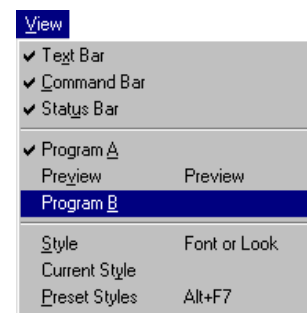 View
✔ Text Bar
✔ Command Bar
✔ Status Bar
✔ Program A
Preview Preview
Program B
Style Font or Look
Current Style
Preset Styles Alt+F7